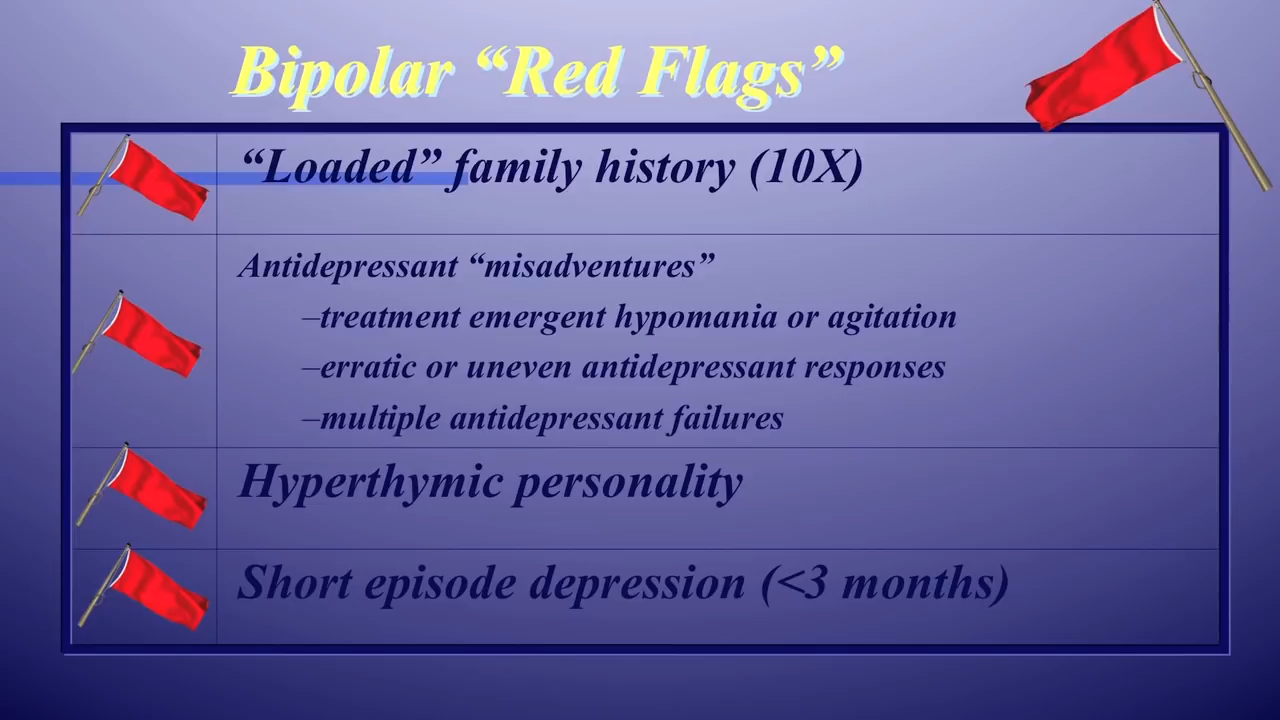 Bipolar “Red Flags”
“Loaded” family history (10X)
Antidepressant “misadventures”
–treatment emergent hypomania or agitation
–erratic or uneven antidepressant responses
–multiple antidepressant failures
Hyperthymic personality
Short episode depression (<3 months)